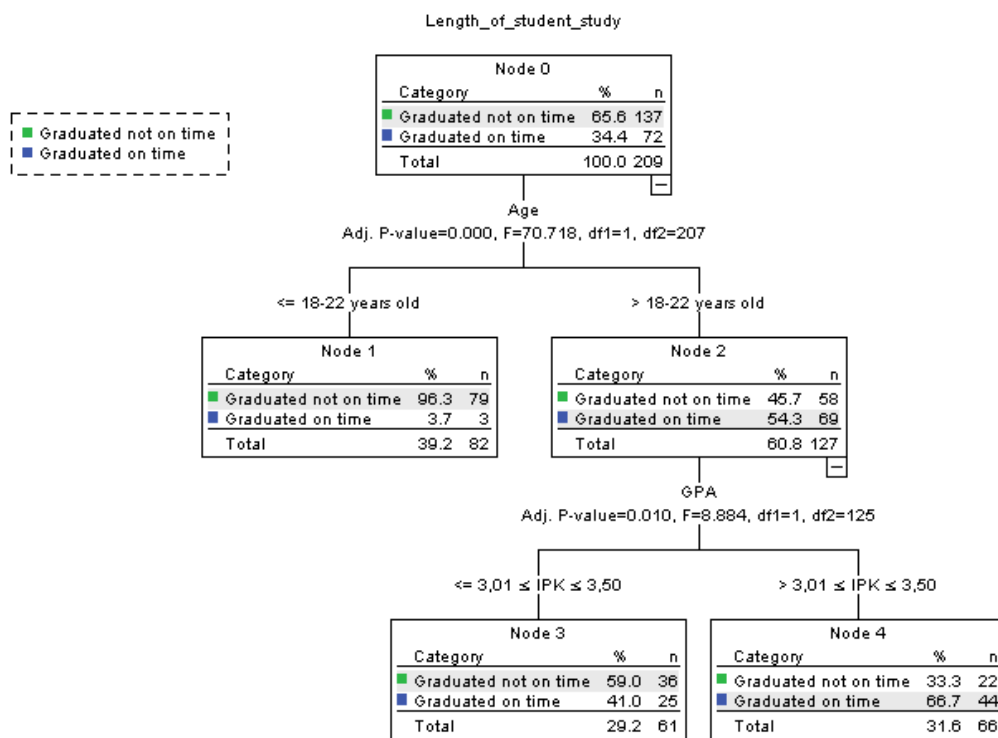 Length_of_student_study
Graduated not on time
Graduated on time
Node 0
Category % n
Graduated not on time 65.6 137
Graduated on time 34.4 72
Total 100.0 209
Age
Adj. P-value=0.000, F=70.718, df1=1, df2=207
<= 18-22 years old
> 18-22 years old
Node 1
Category % n
Graduated not on time 96.3 79
Graduated on time 3.7 3
Total 39.2 82
Node 2
Category % n
Graduated not on time 45.7 58
Graduated on time 54.3 69
Total 60.8 127
GPA
Adj. P-value=0.010, F=8.884, df1=1, df2=125
<= 3,01 ≤ IPK ≤ 3,50
> 3,01 ≤ IPK ≤ 3,50
Node 3
Category % n
Graduated not on time 59.0 36
Graduated on time 41.0 25
Total 29.2 61
Node 4
Category % n
Graduated not on time 33.3 22
Graduated on time 66.7 44
Total 31.6 66